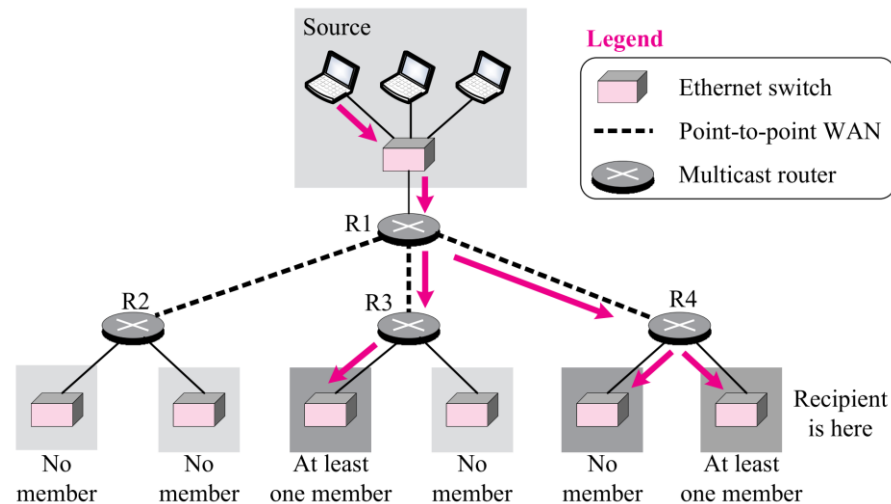 Source
Legend
Ethernet switch
Point-to-point WAN
Multicast router
R1
R2
R3
R4
Recipient
is here
No
member
No
member
At least
one member
No
member
No
member
At least
one member